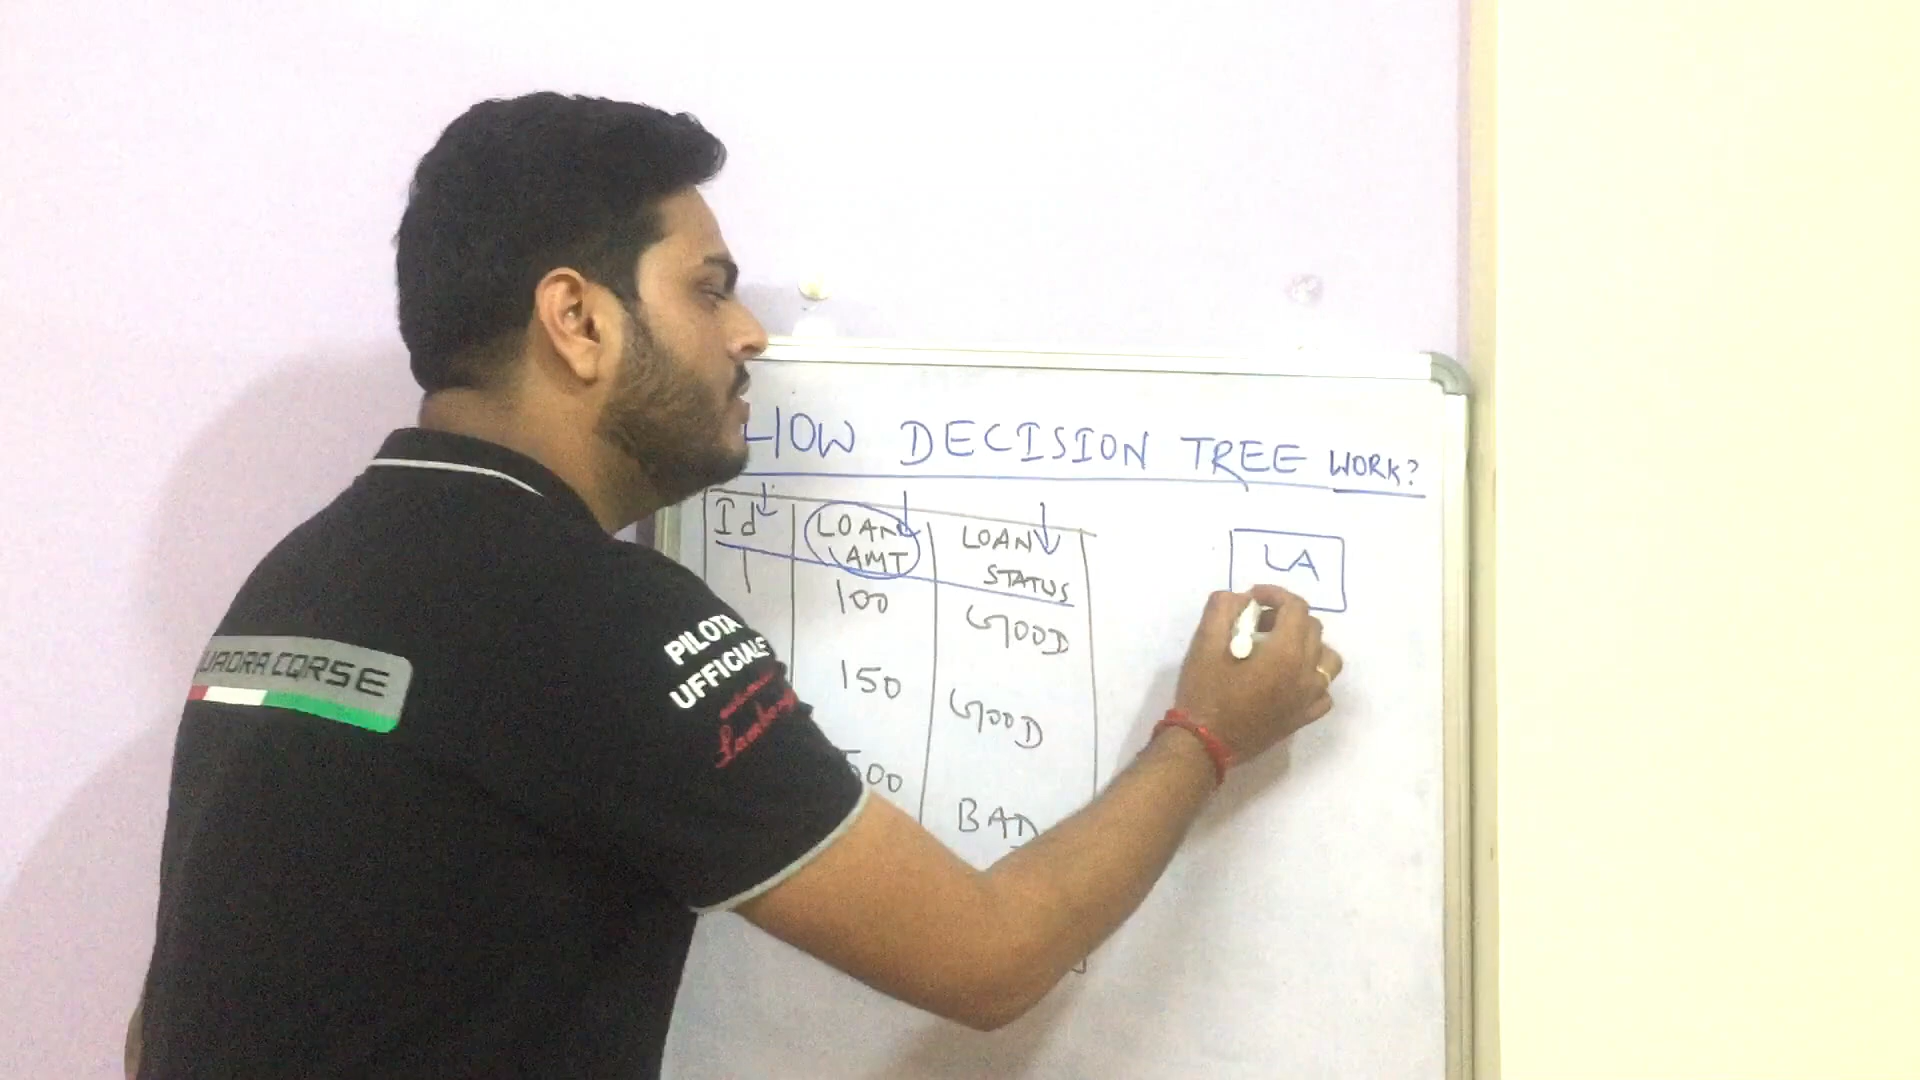 HOW DECISION TREE WORK?
Id LOAN AMT LOAN STATUS
1 100 GOOD
150 GOOD
500 BAD
LA
QUADRA CORSE
PILOTA
UFFICIALE